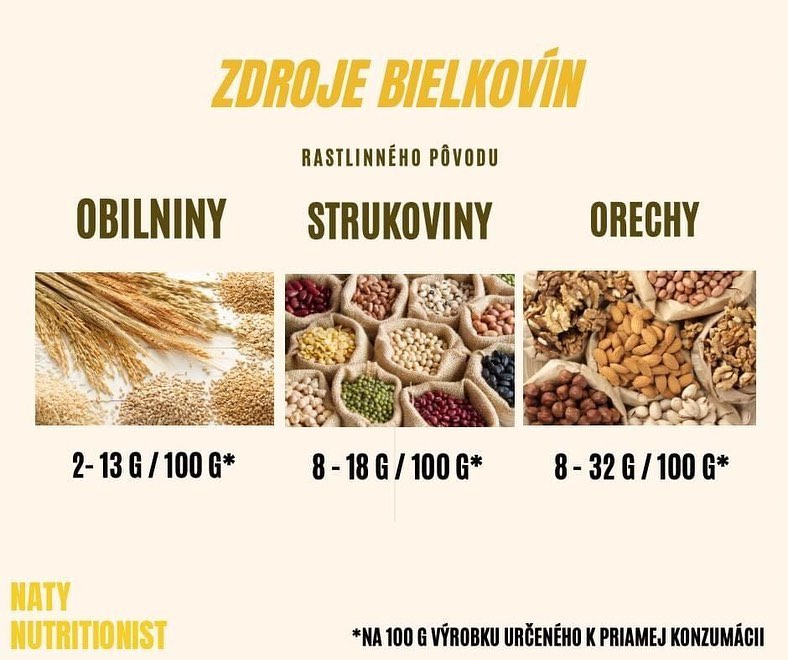 ZDROJE BIELKOVÍN
RASTLINNÉHO PÔVODU
OBILNINY
STRUKOVINY
ORECHY
2- 13 G / 100 G*
8 - 18 G / 100 G*
8 - 32 G / 100 G*
NATY
NUTRITIONIST
*NA 100 G VÝROBKU URČENÉHO K PRIAMEJ KONZUMÁCII